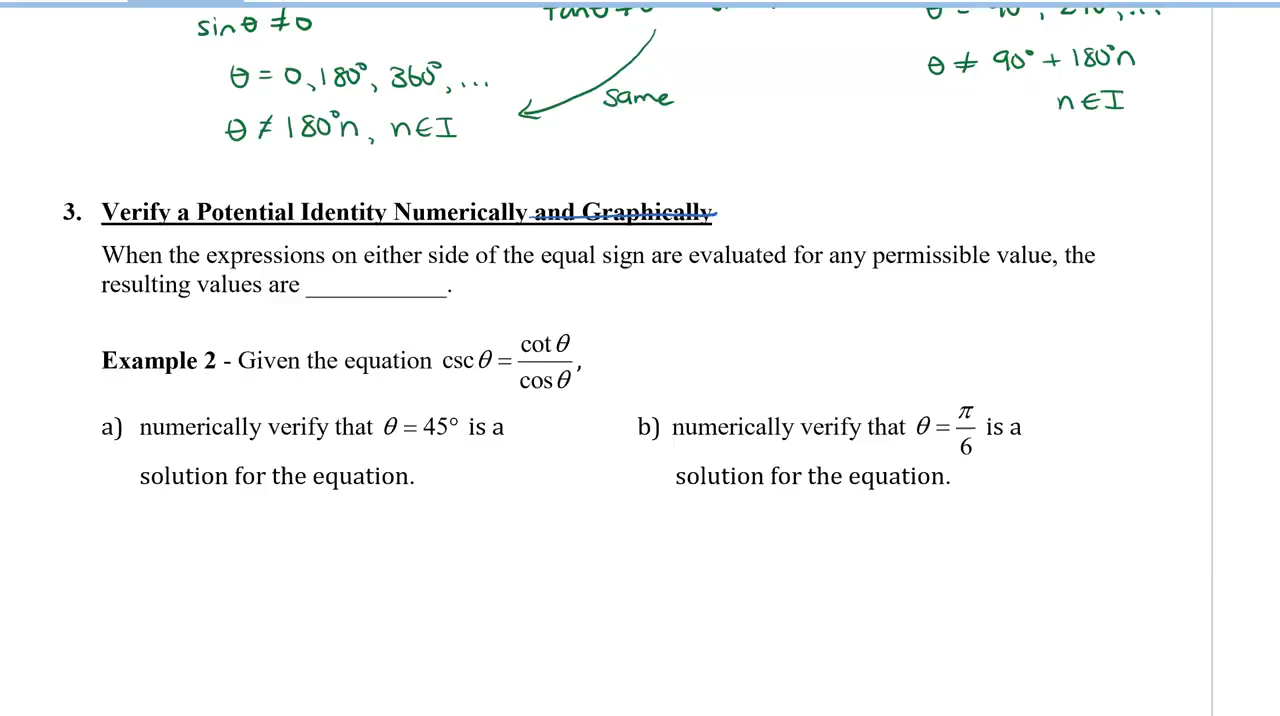 sin θ ≠ 0
θ = 0, 180°, 360°, ...
same
θ ≠ 90° + 180°n
n ∈ I
θ ≠ 180°n, n ∈ I
3. Verify a Potential Identity Numerically and Graphically
When the expressions on either side of the equal sign are evaluated for any permissible value, the
resulting values are ___________.
Example 2 - Given the equation csc θ = cot θ / cos θ,
a) numerically verify that θ = 45° is a
solution for the equation.
b) numerically verify that θ = π/6 is a
solution for the equation.